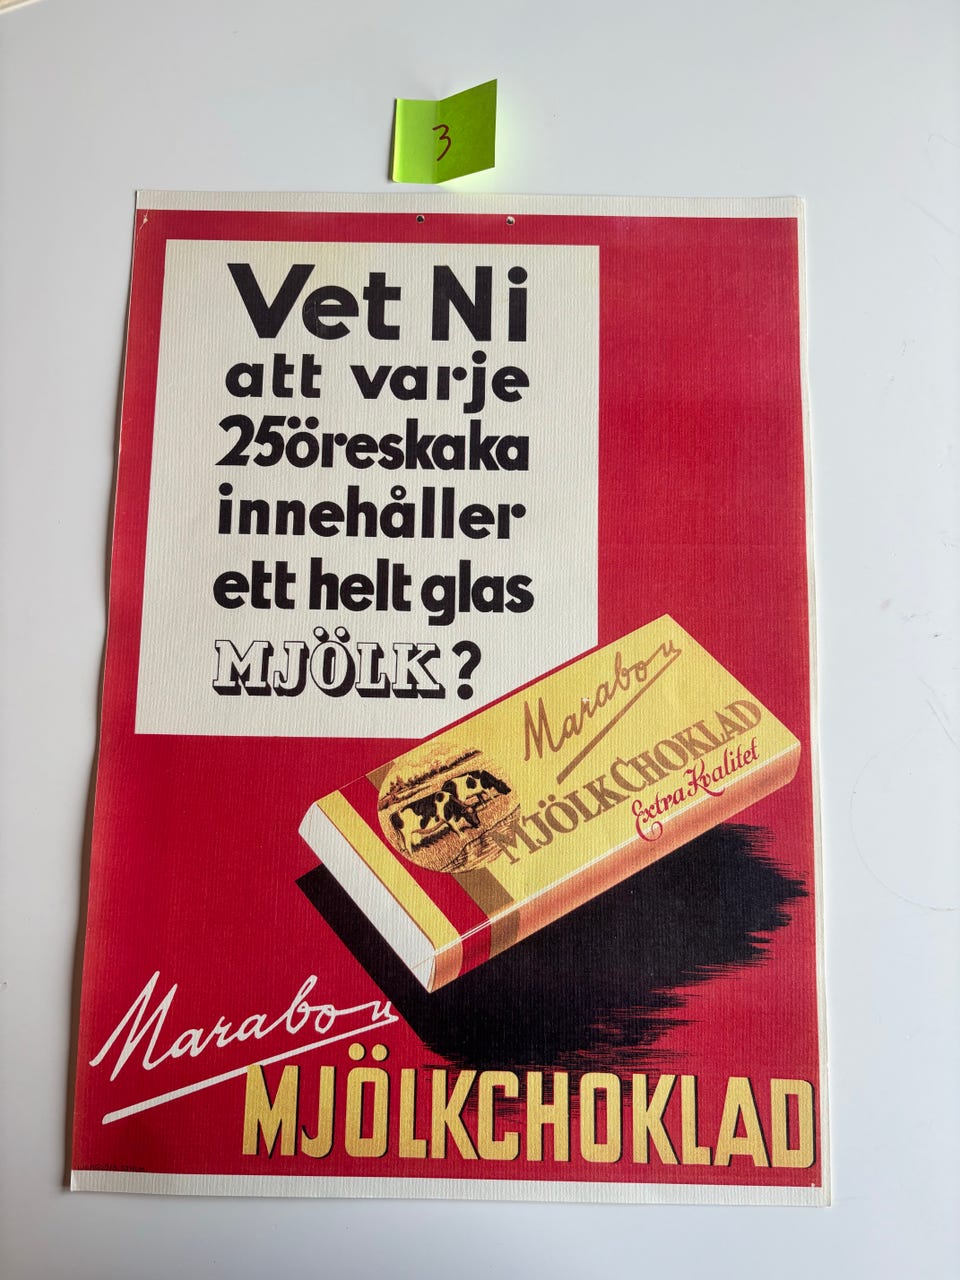 3
Vet Ni
att varje
25öreskaka
innehåller
ett helt glas
MJÖLK?
Marabou
MJÖLKCHOKLAD
Extra Kvalitet
Marabou
MJÖLKCHOKLAD